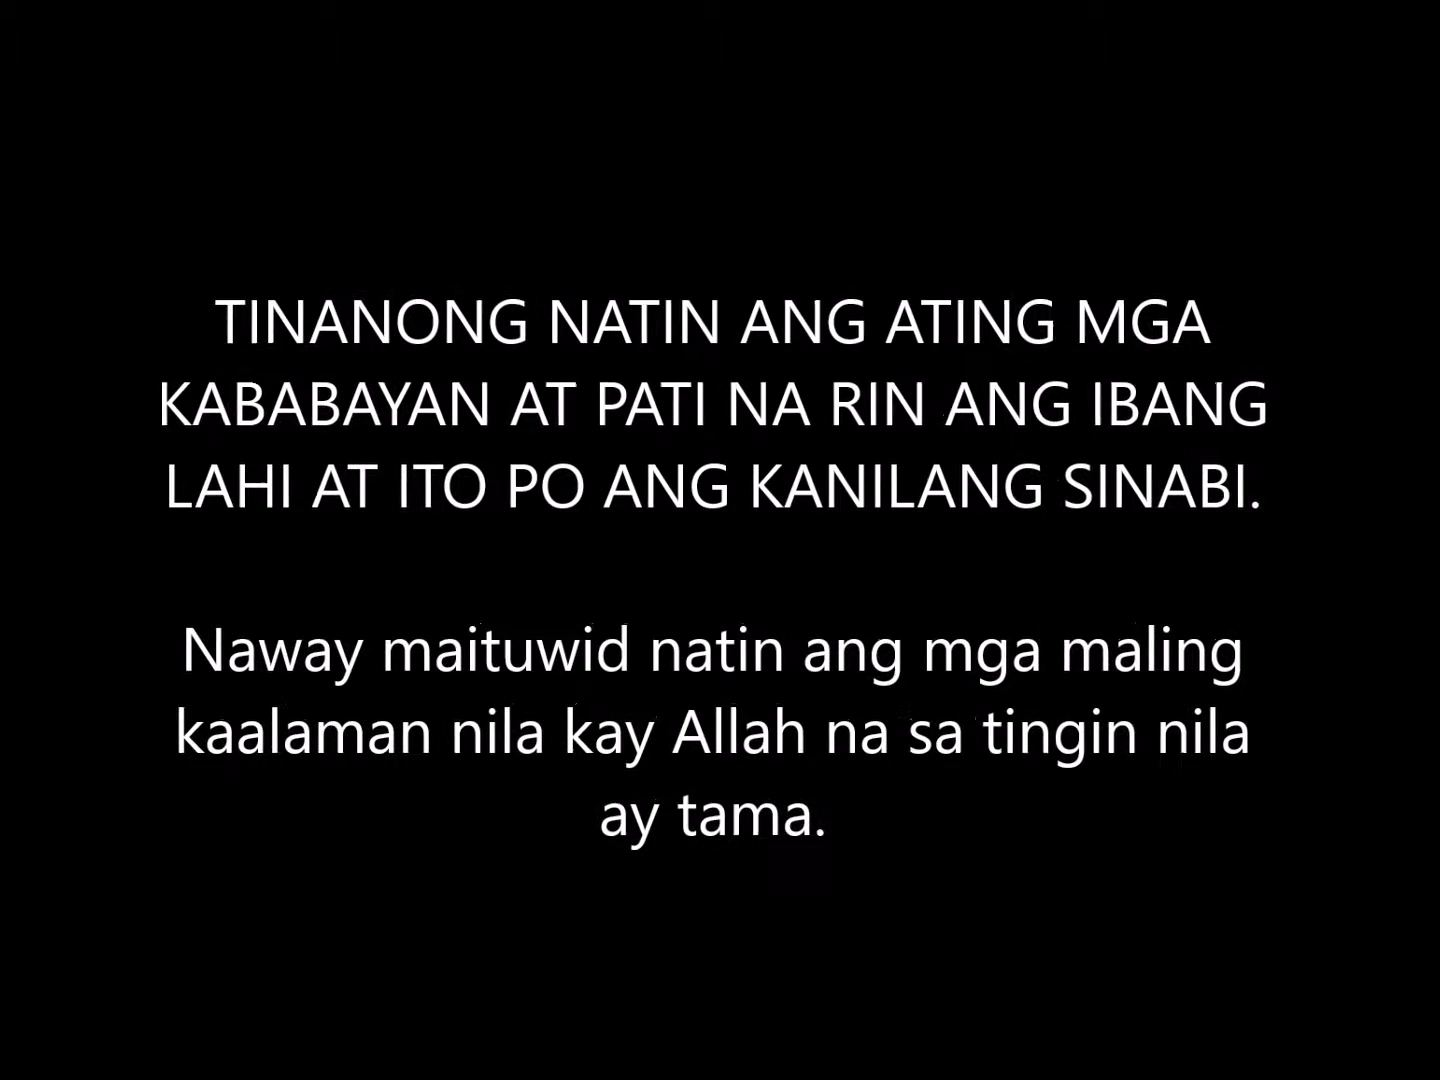 TINANONG NATIN ANG ATING MGA
KABABAYAN AT PATI NA RIN ANG IBANG
LAHI AT ITO PO ANG KANILANG SINABI.
Naway maituwid natin ang mga maling
kaalaman nila kay Allah na sa tingin nila
ay tama.